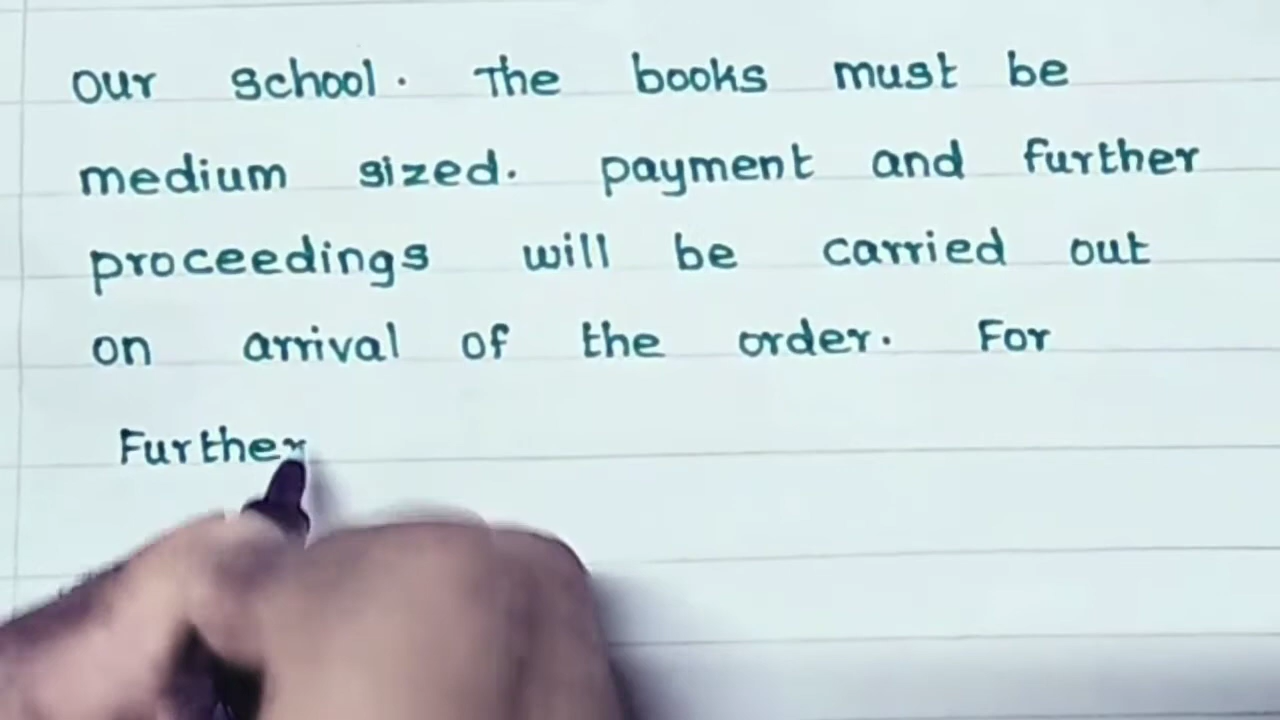 our school. The books must be
medium sized. payment and further
proceedings will be carried out
on arrival of the order. For
Further